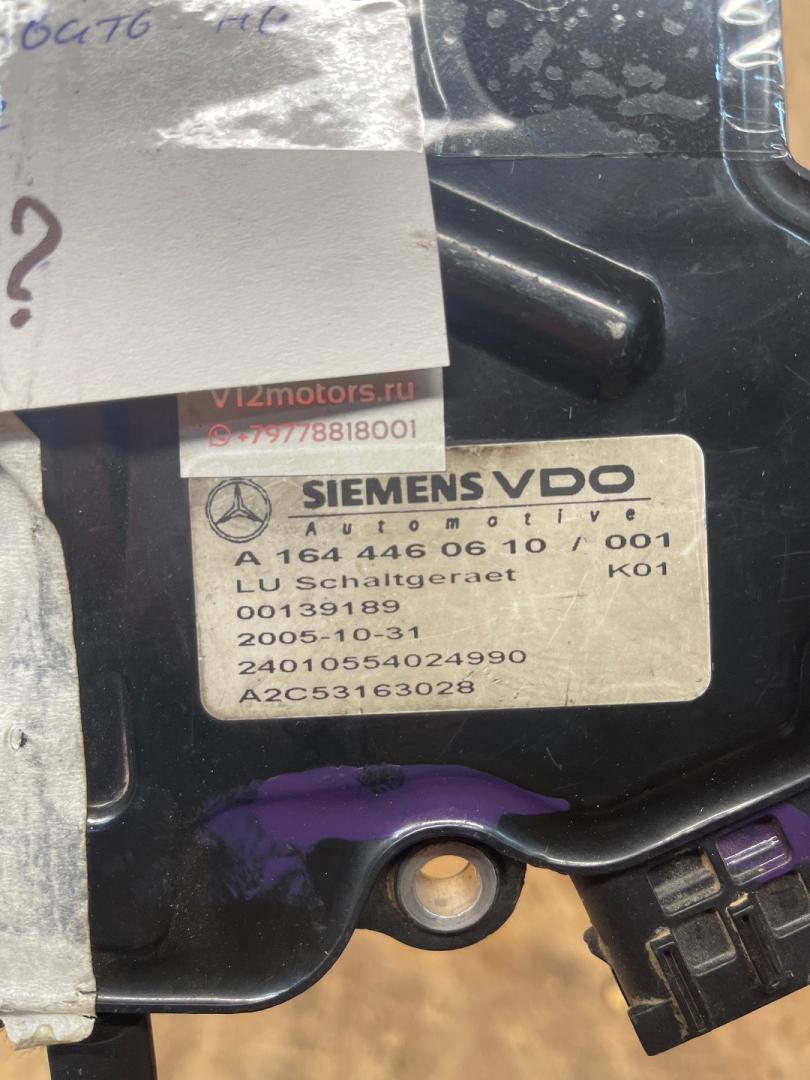 ?
V12motors.ru
+79778818001
SIEMENS VDO
Automotive
A 164 446 06 10 / 001
LU Schaltgeraet K01
00139189
2005-10-31
24010554024990
A2C53163028